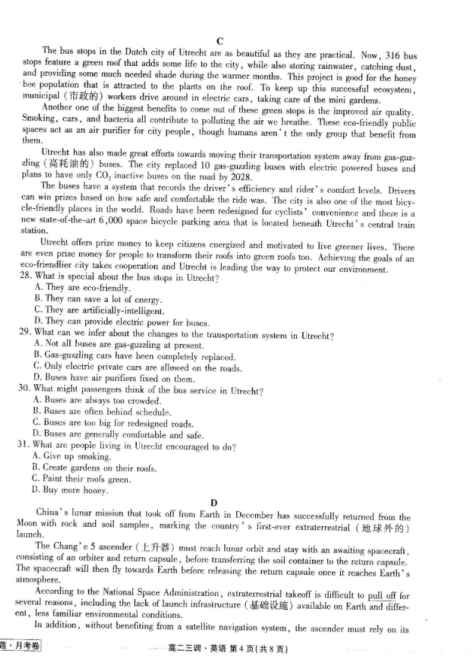 C
The bus stops in the Dutch city of Utrecht are as beautiful as they are practical. Now, 316 bus
stops feature a green roof that adds some life to the city, while also storing rainwater, catching dust,
and providing some much needed shade during the warmer months. This project is good for the honey
bee population that is attracted to the plants on the roof. To keep up this successful ecosystem,
municipal (市政的) workers drive around in electric cars, taking care of the mini gardens.
Another one of the biggest benefits to come out of these green stops is the improved air quality.
Smoking, cars, and bacteria all contribute to polluting the air we breathe. These eco-friendly public
spaces act as an air purifier for city people, though humans aren't the only group that benefit from
them.
Utrecht has also made great efforts towards moving their transportation system away from gas-guz-
zling (高耗油的) buses. The city replaced 10 gas-guzzling buses with electric powered buses and
plans to have only CO₂ inactive buses on the road by 2028.
The buses have a system that records the driver's efficiency and rider's comfort levels. Drivers
can win prizes based on how safe and comfortable the ride was. The city is also one of the most bicy-
cle-friendly places in the world. Roads have been redesigned for cyclists' convenience and there is a
new state-of-the-art 6,000 space bicycle parking area that is located beneath Utrecht's central train
station.
Utrecht offers prize money to keep citizens energized and motivated to live greener lives. There
are even prize money for people to transform their roofs into green roofs too. Achieving the goals of an
eco-friendlier city takes cooperation and Utrecht is leading the way to protect our environment.
28. What is special about the bus stops in Utrecht?
A. They are eco-friendly.
B. They can save a lot of energy.
C. They are artificially-intelligent.
D. They can provide electric power for buses.
29. What can we infer about the changes to the transportation system in Utrecht?
A. Not all buses are gas-guzzling at present.
B. Gas-guzzling cars have been completely replaced.
C. Only electric private cars are allowed on the roads.
D. Buses have air purifiers fixed on them.
30. What might passengers think of the bus service in Utrecht?
A. Buses are always too crowded.
B. Buses are often behind schedule.
C. Buses are too big for redesigned roads.
D. Buses are generally comfortable and safe.
31. What are people living in Utrecht encouraged to do?
A. Give up smoking.
B. Create gardens on their roofs.
C. Paint their roofs green.
D. Buy more honey.
D
China's lunar mission that took off from Earth in December has successfully returned from the
Moon with rock and soil samples, marking the country's first-ever extraterrestrial (地球外的)
launch.
The Chang'e 5 ascender (上升器) must reach lunar orbit and stay with an awaiting spacecraft,
consisting of an orbiter and return capsule, before transferring the soil container to the return capsule.
The spacecraft will then fly towards Earth before releasing the return capsule once it reaches Earth's
atmosphere.
According to the National Space Administration, extraterrestrial takeoff is difficult to pull off for
several reasons, including the lack of launch infrastructure (基础设施) available on Earth and differ-
ent, less familiar environmental conditions.
In addition, without benefiting from a satellite navigation system, the ascender must rely on its
题·月考卷
高二三调·英语 第4页(共8页)